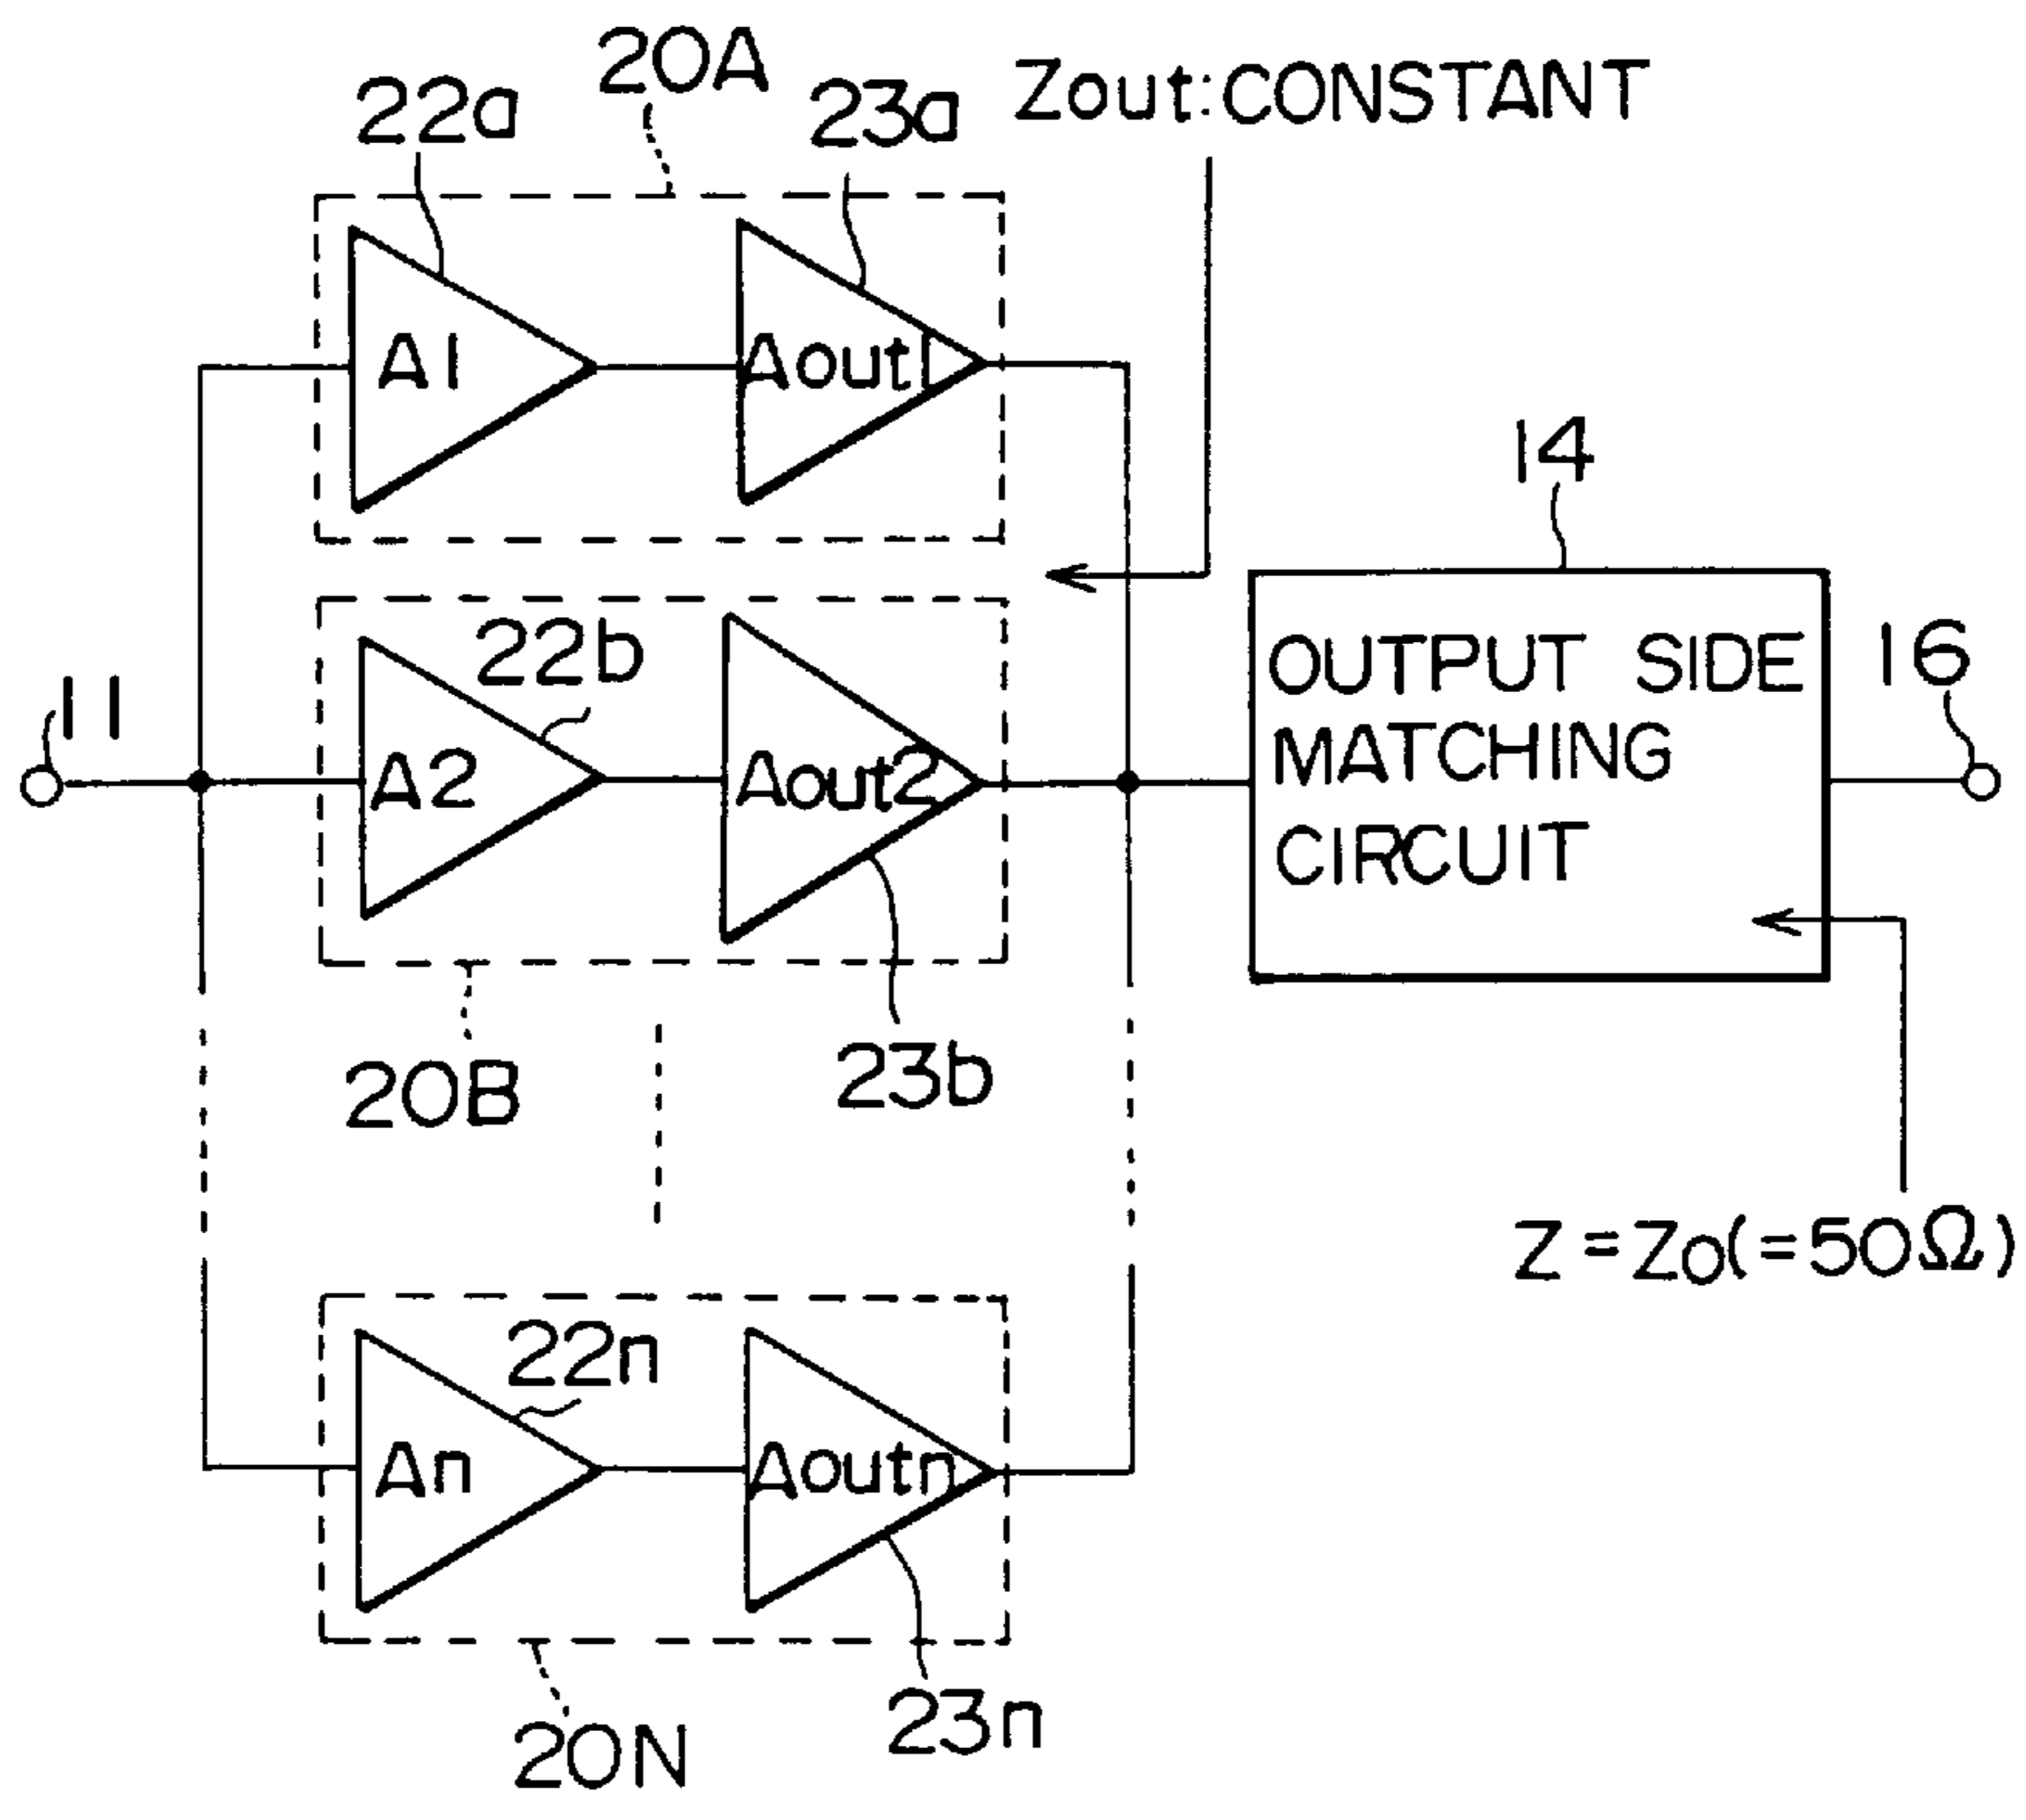 20A
22a
23a
Zout:CONSTANT
A1
Aout1
14
22b
OUTPUT SIDE
MATCHING
CIRCUIT
16
11
A2
Aout2
20B
23b
Z=Zo(=50Ω)
22n
An
Aoutn
23n
20N